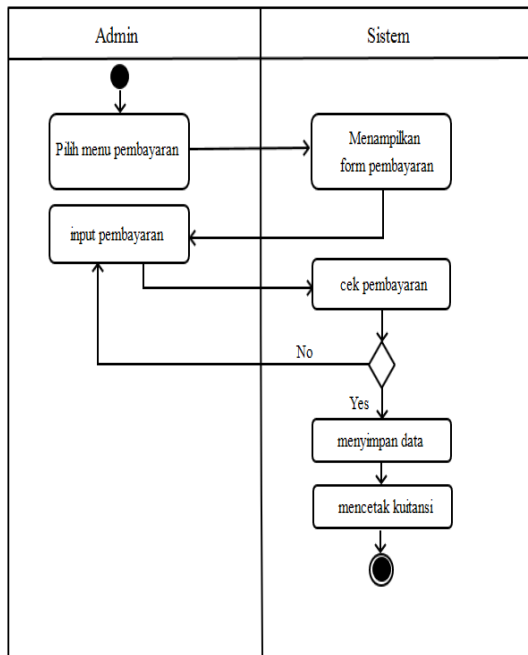 Admin
Sistem
Pilih menu pembayaran
Menampilkan
form pembayaran
input pembayaran
cek pembayaran
No
Yes
menyimpan data
mencetak kuitansi